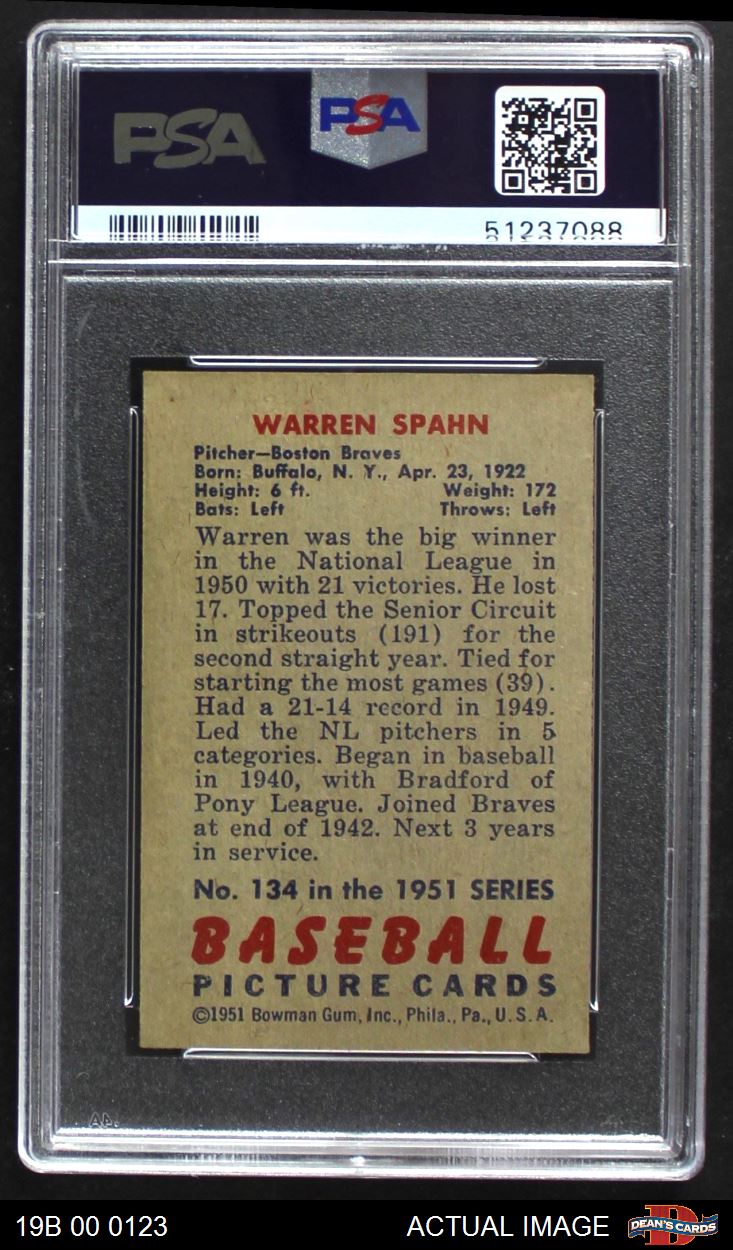 PSA PSA
51237088
WARREN SPAHN
Pitcher—Boston Braves
Born: Buffalo, N. Y., Apr. 23, 1922
Height: 6 ft. Weight: 172
Bats: Left Throws: Left
Warren was the big winner
in the National League in
1950 with 21 victories. He lost
17. Topped the Senior Circuit
in strikeouts (191) for the
second straight year. Tied for
starting the most games (39).
Had a 21-14 record in 1949.
Led the NL pitchers in 5
categories. Began in baseball
in 1940, with Bradford of
Pony League. Joined Braves
at end of 1942. Next 3 years
in service.
No. 134 in the 1951 SERIES
BASEBALL
PICTURE CARDS
©1951 Bowman Gum, Inc., Phila., Pa., U. S. A.
19B 00 0123 ACTUAL IMAGE DEAN'S CARDS